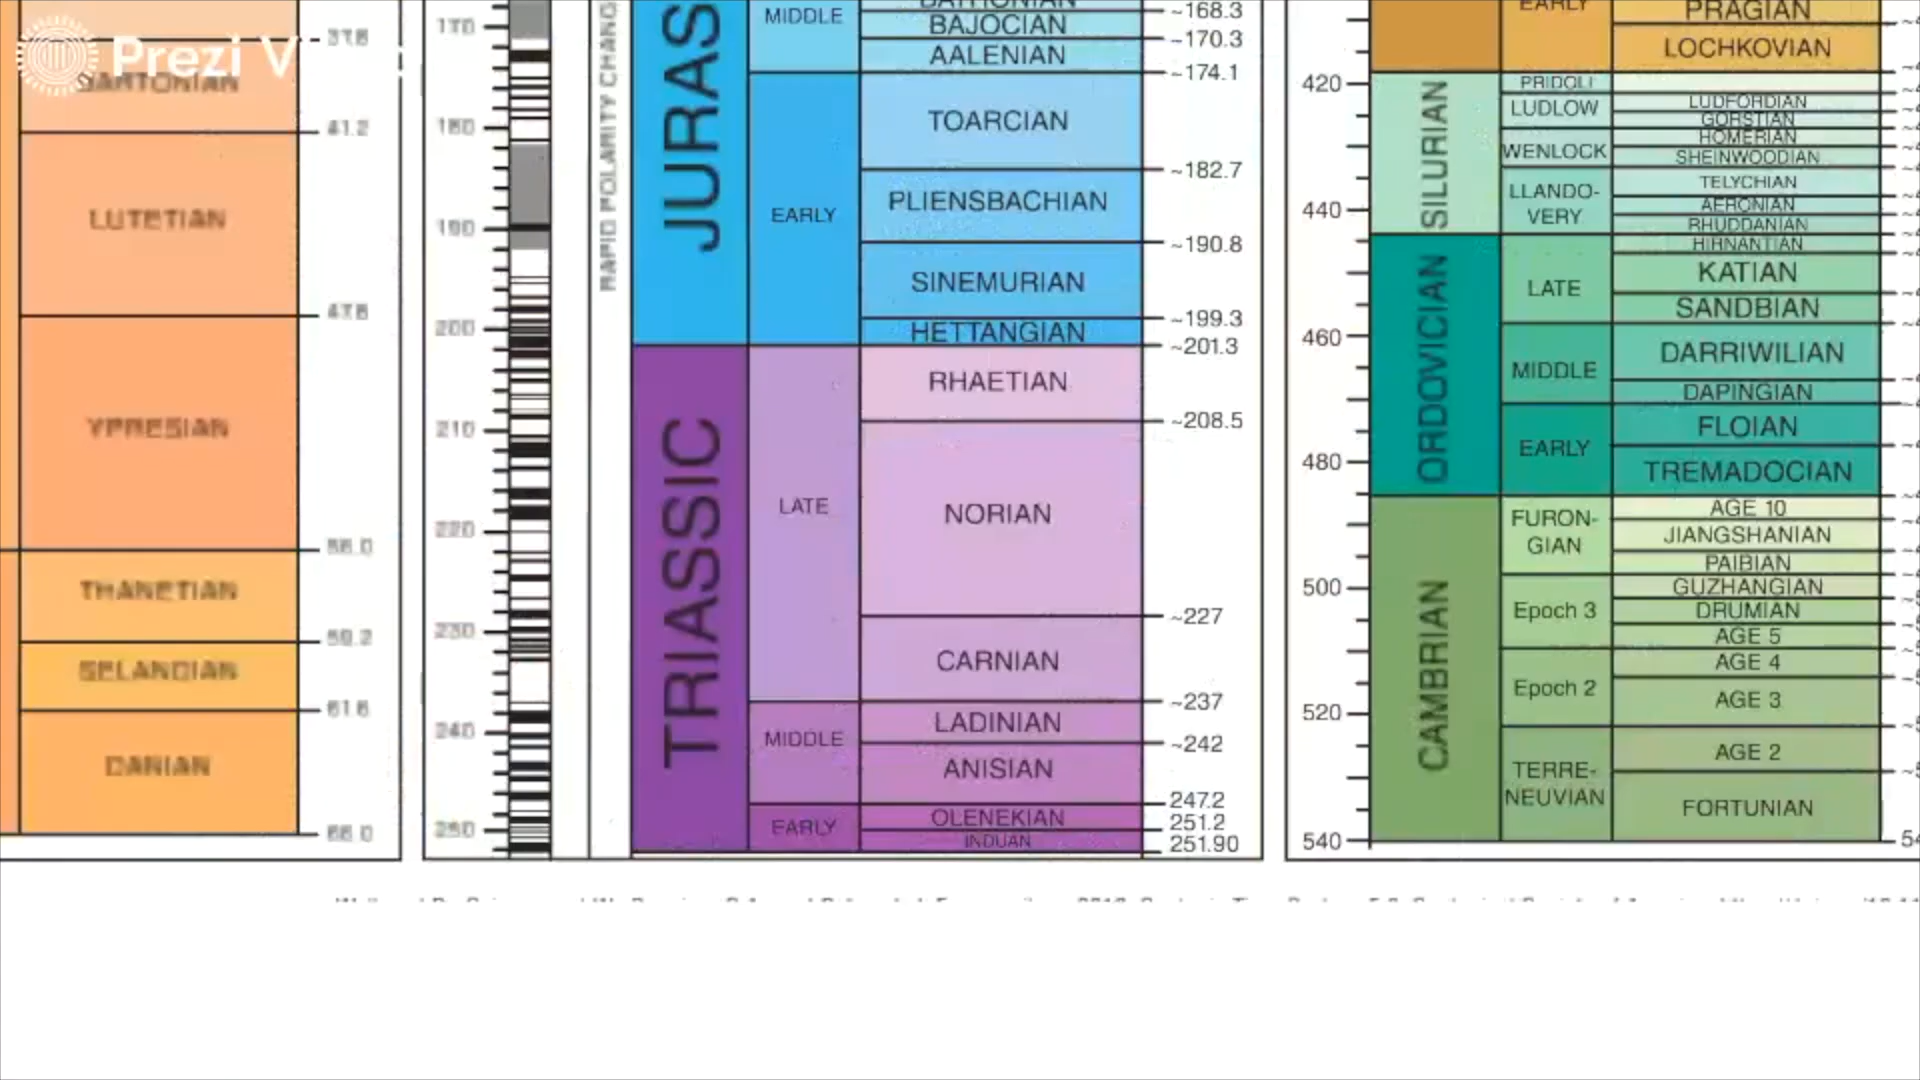 Prezi V
37.8
BARTONIAN
41.2
LUTETIAN
47.8
YPRESIAN
56.0
THANETIAN
59.2
SELANDIAN
61.6
DANIAN
66.0
170
180
190
200
210
220
230
240
250
RAPID POLARITY CHANG
JURAS
TRIASSIC
MIDDLE
EARLY
LATE
MIDDLE
EARLY
BATHONIAN
~168.3
BAJOCIAN
~170.3
AALENIAN
~174.1
TOARCIAN
~182.7
PLIENSBACHIAN
~190.8
SINEMURIAN
~199.3
HETTANGIAN
~201.3
RHAETIAN
~208.5
NORIAN
~227
CARNIAN
~237
LADINIAN
~242
ANISIAN
247.2
OLENEKIAN
251.2
INDUAN
251.90
420
440
460
480
500
520
540
SILURIAN
ORDOVICIAN
CAMBRIAN
EARLY
PRIDOLI
LUDLOW
WENLOCK
LLANDO-
VERY
LATE
MIDDLE
EARLY
FURON-
GIAN
Epoch 3
Epoch 2
TERRE-
NEUVIAN
PRAGIAN
LOCHKOVIAN
LUDFORDIAN
GORSTIAN
HOMERIAN
SHEINWOODIAN
TELYCHIAN
AERONIAN
RHUDDANIAN
HIRNANTIAN
KATIAN
SANDBIAN
DARRIWILIAN
DAPINGIAN
FLOIAN
TREMADOCIAN
AGE 10
JIANGSHANIAN
PAIBIAN
GUZHANGIAN
DRUMIAN
AGE 5
AGE 4
AGE 3
AGE 2
FORTUNIAN